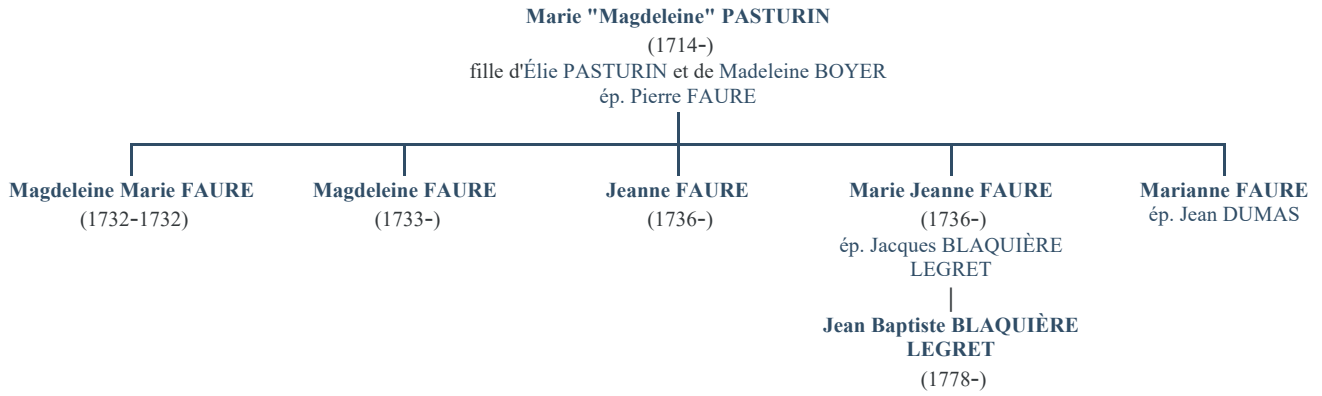 Marie "Magdeleine" PASTURIN
(1714-)
fille d'Élie PASTURIN et de Madeleine BOYER
ép. Pierre FAURE
Magdeleine Marie FAURE
(1732-1732)
Magdeleine FAURE
(1733-)
Jeanne FAURE
(1736-)
Marie Jeanne FAURE
(1736-)
ép. Jacques BLAQUIÈRE
LEGRET
Jean Baptiste BLAQUIÈRE
LEGRET
(1778-)
Marianne FAURE
ép. Jean DUMAS